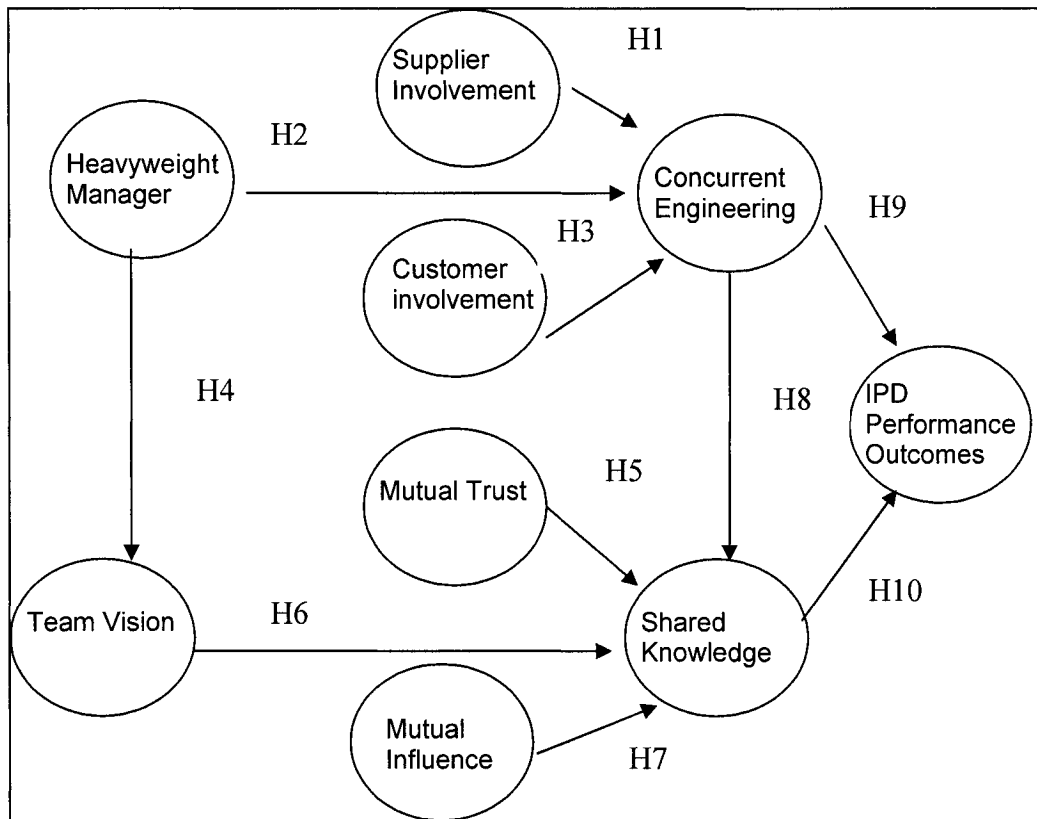 H1
Supplier
Involvement
H2
Heavyweight
Manager
Concurrent
Engineering
H9
H3
Customer
involvement
H4
H8
IPD
Performance
Outcomes
H5
Mutual Trust
H10
Team Vision
H6
Shared
Knowledge
Mutual
Influence
H7